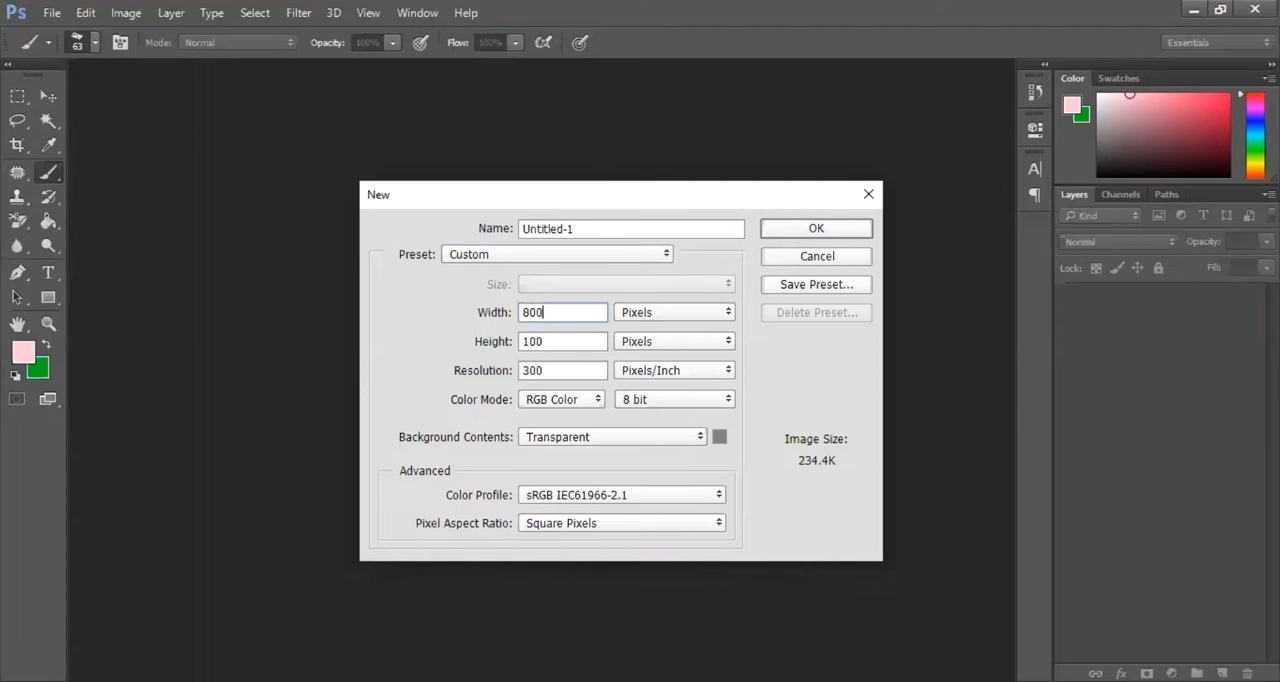 Ps File Edit Image Layer Type Select Filter 3D View Window Help
63 Mode: Normal Opacity: 100% Flow: 100% Essentials
Color Swatches
New
Name: Untitled-1 OK
Preset: Custom Cancel
Size: Save Preset...
Width: 800 Pixels Delete Preset...
Height: 100 Pixels
Resolution: 300 Pixels/Inch
Color Mode: RGB Color 8 bit
Background Contents: Transparent
Image Size:
234.4K
Advanced
Color Profile: sRGB IEC61966-2.1
Pixel Aspect Ratio: Square Pixels
Layers Channels Paths
Kind
Normal Opacity:
Lock: Fill: